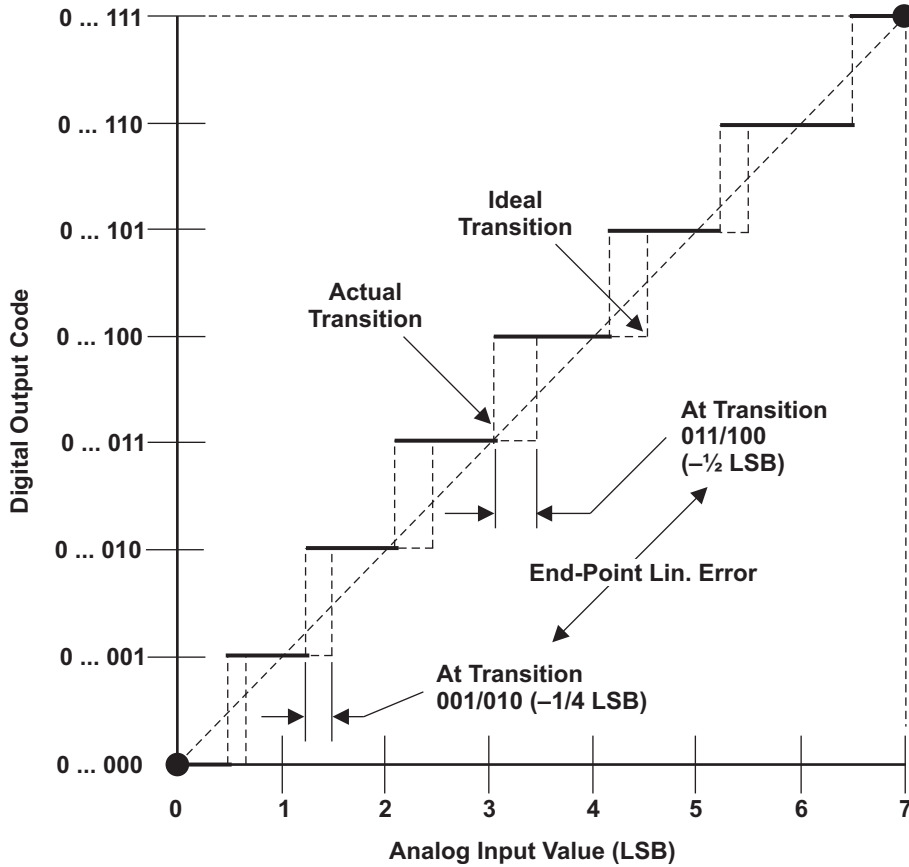 0 ... 111
0 ... 110
0 ... 101
0 ... 100
0 ... 011
0 ... 010
0 ... 001
0 ... 000
Digital Output Code
Ideal
Transition
Actual
Transition
At Transition
011/100
(–½ LSB)
End-Point Lin. Error
At Transition
001/010 (–1/4 LSB)
0 1 2 3 4 5 6 7
Analog Input Value (LSB)